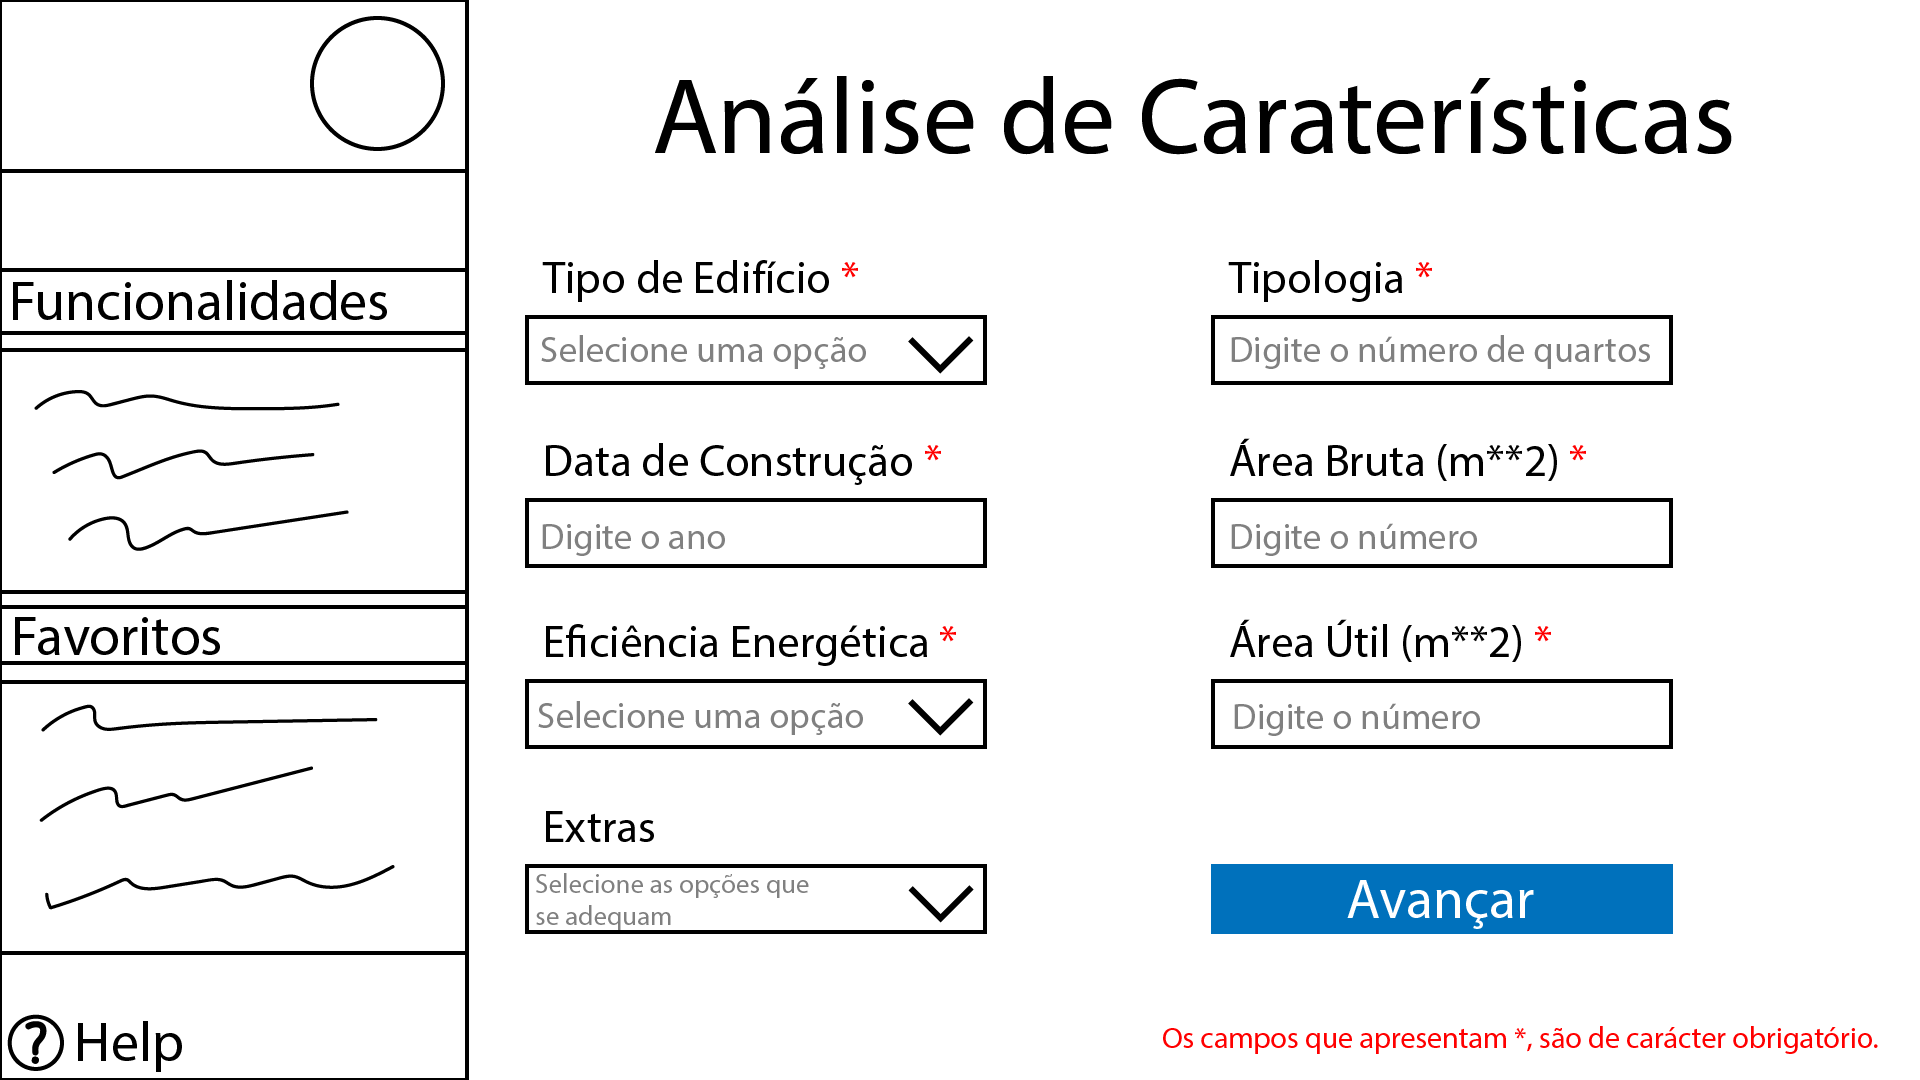 Funcionalidades
Favoritos
? Help
Análise de Caraterísticas
Tipo de Edifício *
Selecione uma opção
Tipologia *
Digite o número de quartos
Data de Construção *
Digite o ano
Área Bruta (m**2) *
Digite o número
Eficiência Energética *
Selecione uma opção
Área Útil (m**2) *
Digite o número
Extras
Selecione as opções que
se adequam
Avançar
Os campos que apresentam *, são de carácter obrigatório.